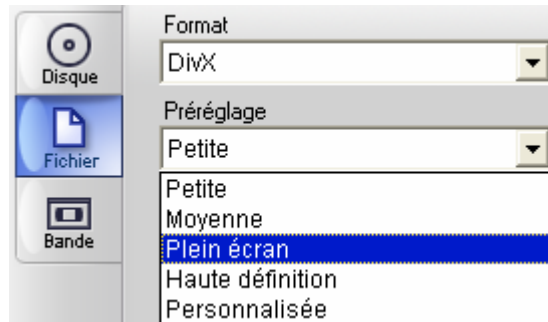 Disque
Fichier
Bande
Format
DivX
Préréglage
Petite
Petite
Moyenne
Plein écran
Haute définition
Personnalisée